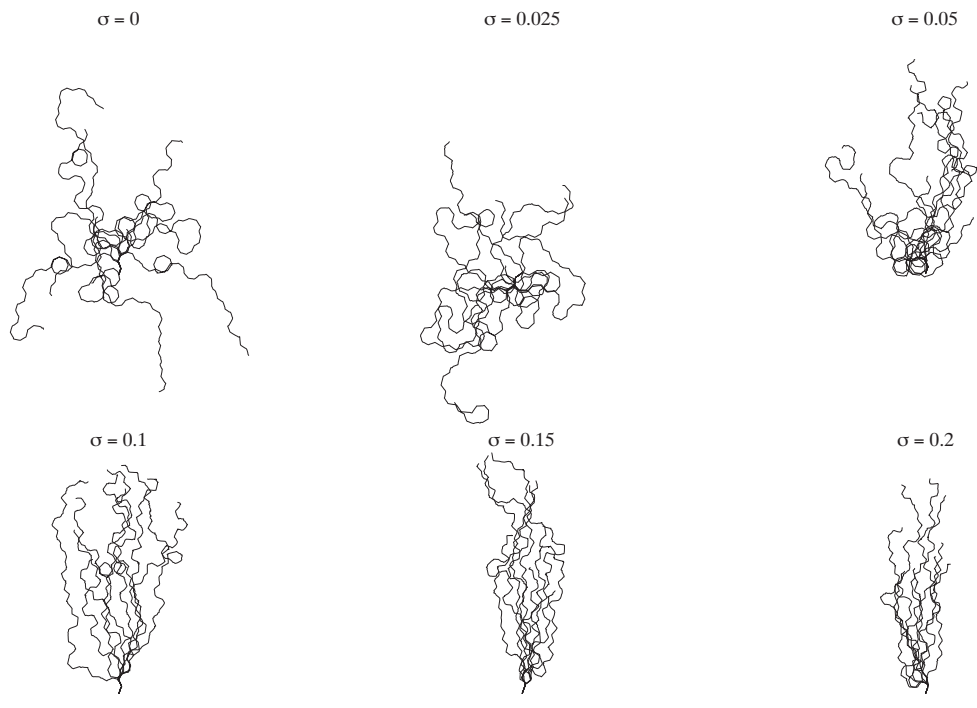 σ = 0
σ = 0.025
σ = 0.05
σ = 0.1
σ = 0.15
σ = 0.2